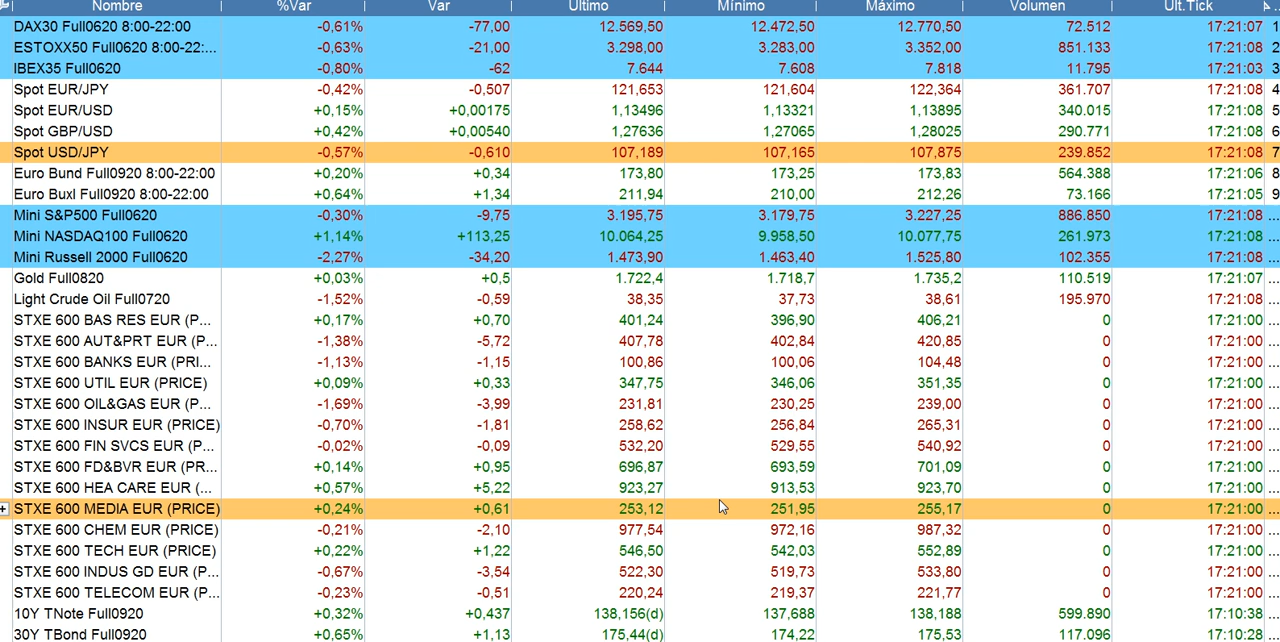 Nombre %Var Var Último Mínimo Máximo Volumen Ult.Tick
DAX30 Full0620 8:00-22:00 -0,61% -77,00 12.569,50 12.472,50 12.770,50 72.512 17:21:07 1
ESTOXX50 Full0620 8:00-22:... -0,63% -21,00 3.298,00 3.283,00 3.352,00 851.133 17:21:08 2
IBEX35 Full0620 -0,80% -62 7.644 7.608 7.818 11.795 17:21:03 3
Spot EUR/JPY -0,42% -0,507 121,653 121,604 122,364 361.707 17:21:08 4
Spot EUR/USD +0,15% +0,00175 1,13496 1,13321 1,13895 340.015 17:21:08 5
Spot GBP/USD +0,42% +0,00540 1,27636 1,27065 1,28025 290.771 17:21:08 6
Spot USD/JPY -0,57% -0,610 107,189 107,165 107,875 239.852 17:21:08 7
Euro Bund Full0920 8:00-22:00 +0,20% +0,34 173,80 173,25 173,83 564.388 17:21:06 8
Euro Buxl Full0920 8:00-22:00 +0,64% +1,34 211,94 210,00 212,26 73.166 17:21:05 9
Mini S&P500 Full0620 -0,30% -9,75 3.195,75 3.179,75 3.227,25 886.850 17:21:08 ...
Mini NASDAQ100 Full0620 +1,14% +113,25 10.064,25 9.958,50 10.077,75 261.973 17:21:08 ...
Mini Russell 2000 Full0620 -2,27% -34,20 1.473,90 1.463,40 1.525,80 102.355 17:21:08 ...
Gold Full0820 +0,03% +0,5 1.722,4 1.718,7 1.735,2 110.519 17:21:07 ...
Light Crude Oil Full0720 -1,52% -0,59 38,35 37,73 38,61 195.970 17:21:08 ...
STXE 600 BAS RES EUR (P... +0,17% +0,70 401,24 396,90 406,21 0 17:21:00 ...
STXE 600 AUT&PRT EUR (P... -1,38% -5,72 407,78 402,84 420,85 0 17:21:00 ...
STXE 600 BANKS EUR (PRI... -1,13% -1,15 100,86 100,06 104,48 0 17:21:00 ...
STXE 600 UTIL EUR (PRICE) +0,09% +0,33 347,75 346,06 351,35 0 17:21:00 ...
STXE 600 OIL&GAS EUR (P... -1,69% -3,99 231,81 230,25 239,00 0 17:21:00 ...
STXE 600 INSUR EUR (PRICE) -0,70% -1,81 258,62 256,84 265,31 0 17:21:00 ...
STXE 600 FIN SVCS EUR (P... -0,02% -0,09 532,20 529,55 540,92 0 17:21:00 ...
STXE 600 FD&BVR EUR (PR... +0,14% +0,95 696,87 693,59 701,09 0 17:21:00 ...
STXE 600 HEA CARE EUR (... +0,57% +5,22 923,27 913,53 923,70 0 17:21:00 ...
STXE 600 MEDIA EUR (PRICE) +0,24% +0,61 253,12 251,95 255,17 0 17:21:00 ...
STXE 600 CHEM EUR (PRICE) -0,21% -2,10 977,54 972,16 987,32 0 17:21:00 ...
STXE 600 TECH EUR (PRICE) +0,22% +1,22 546,50 542,03 552,89 0 17:21:00 ...
STXE 600 INDUS GD EUR (P... -0,67% -3,54 522,30 519,73 533,80 0 17:21:00 ...
STXE 600 TELECOM EUR (P... -0,23% -0,51 220,24 219,37 221,77 0 17:21:00 ...
10Y TNote Full0920 +0,32% +0,437 138,156(d) 137,688 138,188 599.890 17:10:38 ...
30Y TBond Full0920 +0,65% +1,13 175,44(d) 174,22 175,53 117.096 17:10:28 ...